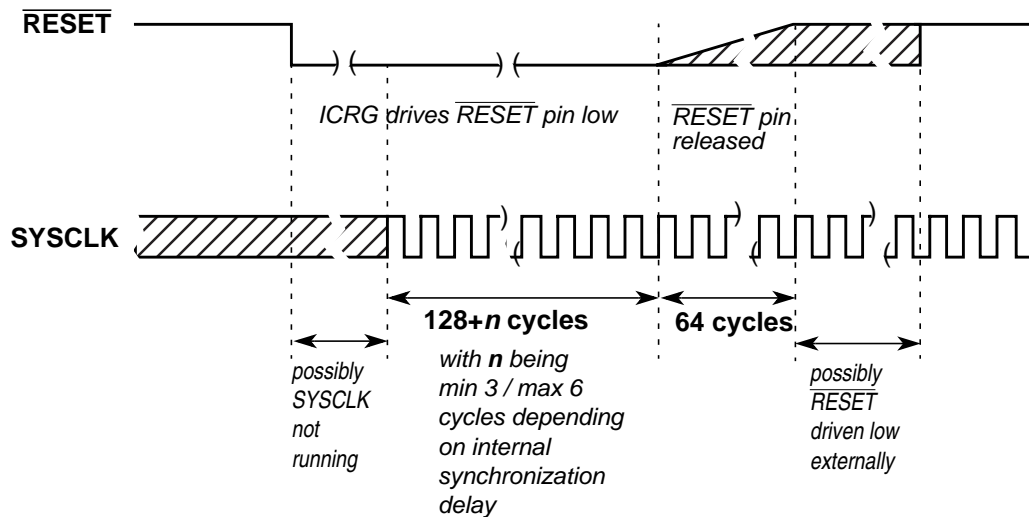 RESET
ICRG drives RESET pin low
RESET pin
released
SYSCLK
128+n cycles
64 cycles
possibly
SYSCLK
not
running
with n being
min 3 / max 6
cycles depending
on internal
synchronization
delay
possibly
RESET
driven low
externally